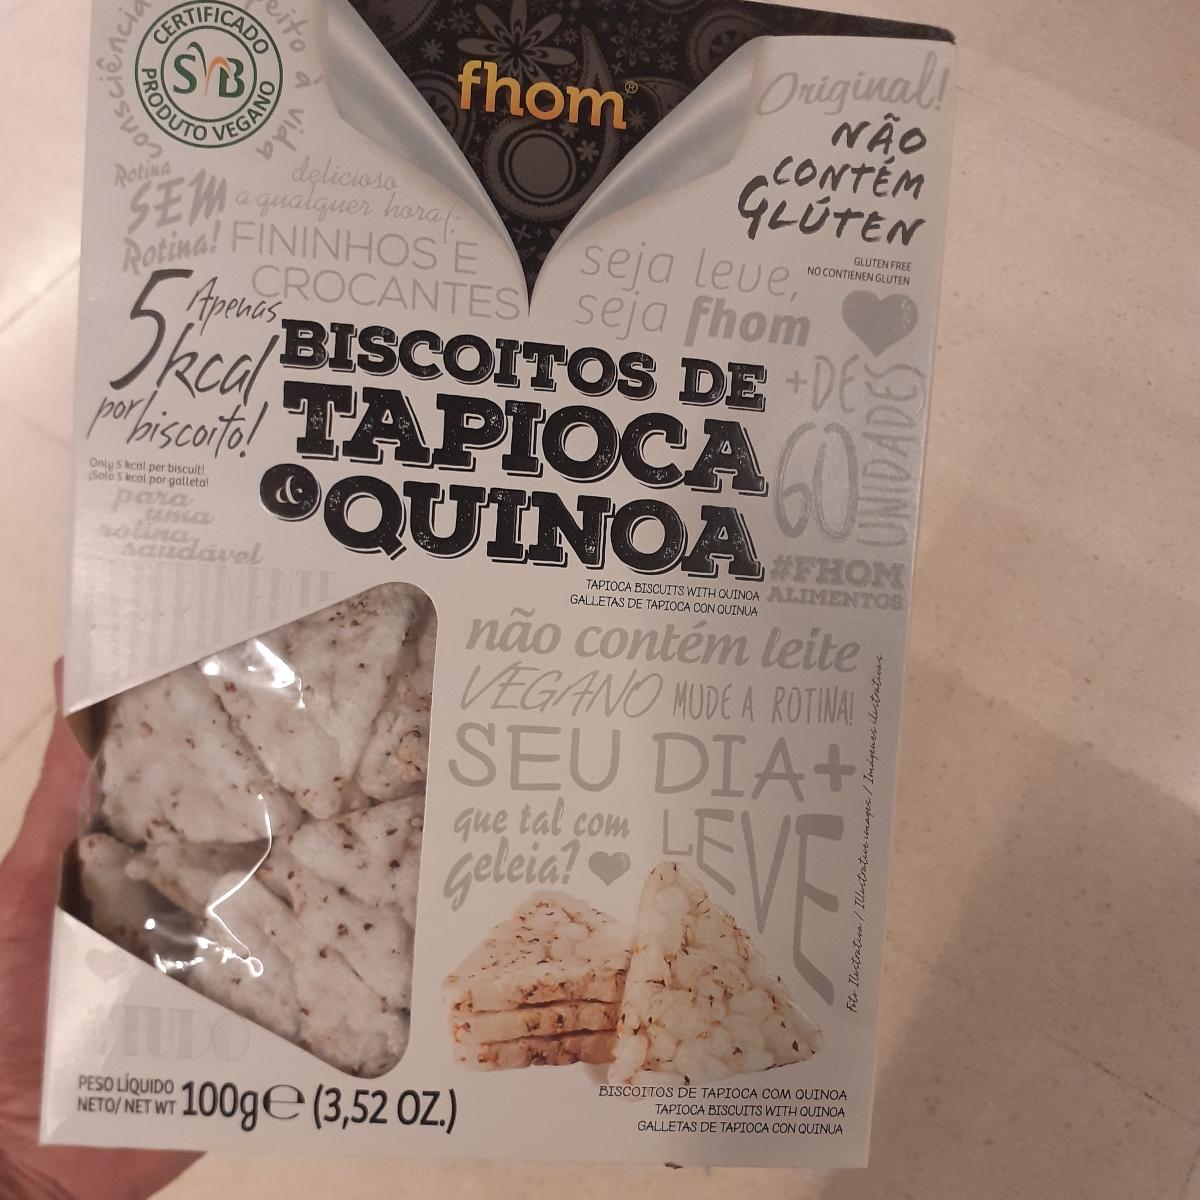 CERTIFICADO
SVB
PRODUTO VEGANO
fhom®
Original!
NÃO
CONTÉM
GLÚTEN
GLUTEN FREE
NO CONTIENEN GLUTEN
Rotina
SEM
Rotina!
delicioso
a qualquer hora!
FININHOS E
CROCANTES
seja leve,
seja fhom
Apenas
5 kcal
por biscoito!
Only 5 kcal per biscuit!
¡Solo 5 kcal por galleta!
BISCOITOS DE
TAPIOCA
& QUINOA
TAPIOCA BISCUITS WITH QUINOA
GALLETAS DE TAPIOCA CON QUINUA
+DE
60
UNIDADES
#FHOM
ALIMENTOS
para
uma
rotina
saudável
não contém leite
VEGANO MUDE A ROTINA!
SEU DIA+
LEVE
que tal com
geleia?
Foto Ilustrativa / Illustrative images / Imágenes ilustrativas
TUDO
PESO LÍQUIDO
NETO/ NET WT 100g℮ (3,52 OZ.)
BISCOITOS DE TAPIOCA COM QUINOA
TAPIOCA BISCUITS WITH QUINOA
GALLETAS DE TAPIOCA CON QUINUA